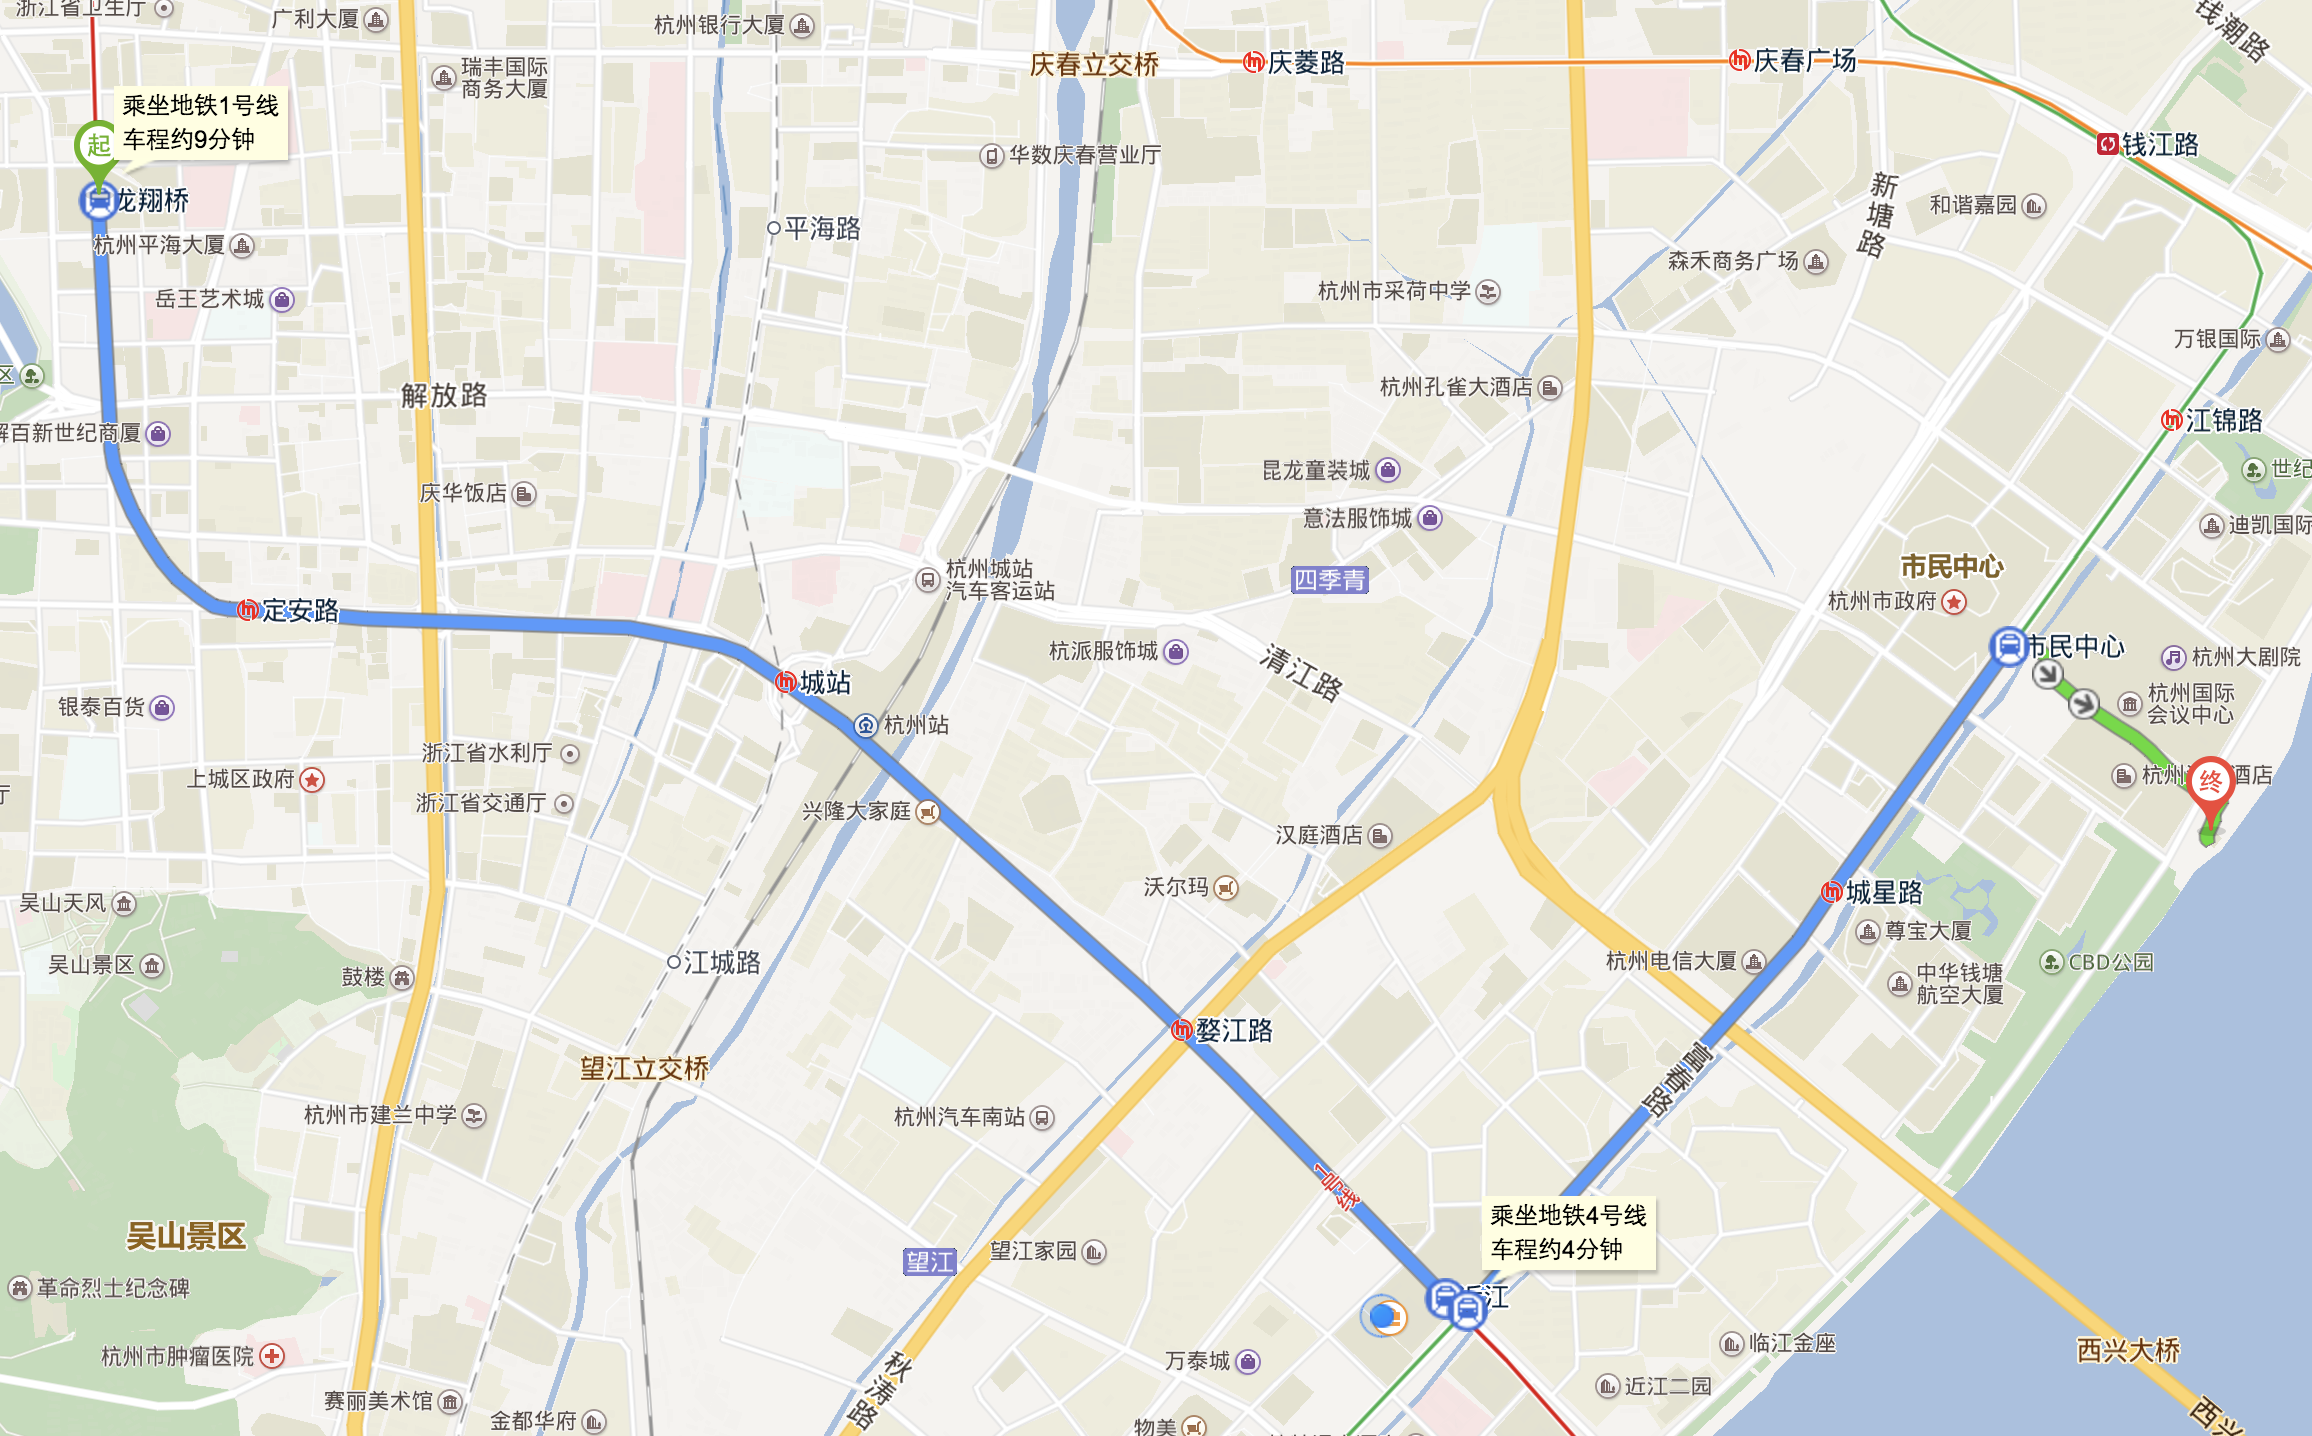 浙江省卫生厅
广利大厦
杭州银行大厦
钱潮路
瑞丰国际
商务大厦
庆春立交桥
庆菱路
庆春广场
乘坐地铁1号线
车程约9分钟
起
钱江路
华数庆春营业厅
龙翔桥
新塘路
和谐嘉园
平海路
杭州平海大厦
森禾商务广场
岳王艺术城
杭州市采荷中学
万银国际
区
解放路
杭州孔雀大酒店
解百新世纪商厦
江锦路
昆龙童装城
世纪
庆华饭店
意法服饰城
迪凯国际
杭州城站
汽车客运站
四季青
市民中心
杭州市政府
定安路
杭派服饰城
清江路
市民中心
杭州大剧院
城站
杭州国际
会议中心
银泰百货
杭州站
浙江省水利厅
上城区政府
杭州
酒店
终
厅
浙江省交通厅
兴隆大家庭
汉庭酒店
沃尔玛
城星路
吴山天风
尊宝大厦
吴山景区
鼓楼
江城路
杭州电信大厦
CBD公园
中华钱塘
航空大厦
婺江路
望江立交桥
富春路
杭州市建兰中学
杭州汽车南站
1号线
乘坐地铁4号线
车程约4分钟
吴山景区
望江
望江家园
革命烈士纪念碑
近江
临江金座
西兴大桥
杭州市肿瘤医院
万泰城
秋涛路
近江二园
赛丽美术馆
金都华府
物美
西兴